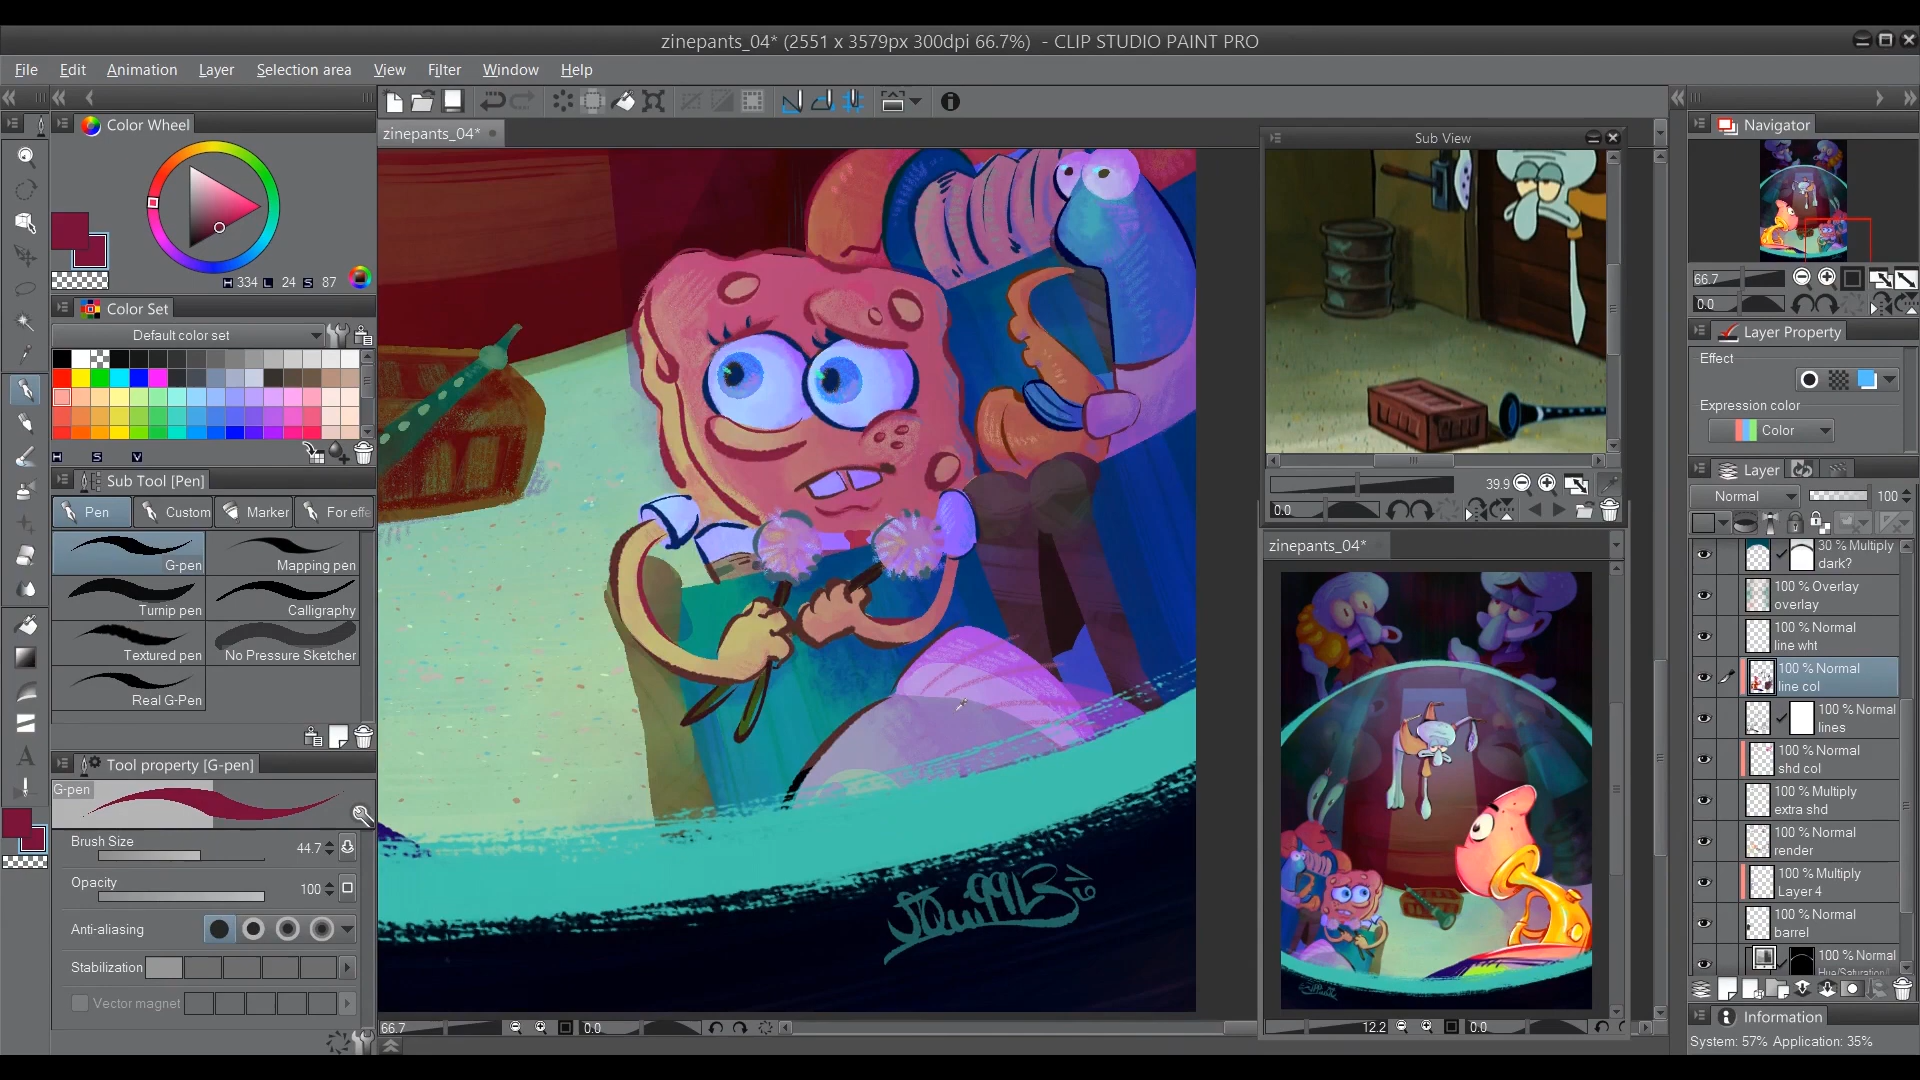 zinepants_04* (2551 x 3579px 300dpi 66.7%)  - CLIP STUDIO PAINT PRO
File Edit Animation Layer Selection area View Filter Window Help
Color Wheel
H 334 L 24 S 87
Color Set
Default color set
H S V
Sub Tool [Pen]
Pen Custom Marker For effe
G-pen Mapping pen
Turnip pen Calligraphy
Textured pen No Pressure Sketcher
Real G-Pen
Tool property [G-pen]
G-pen
Brush Size 44.7
Opacity 100
Anti-aliasing
Stabilization
Vector magnet
zinepants_04*
66.7 0.0
Sub View
39.9
0.0
zinepants_04*
12.2 0.0
Navigator
66.7
0.0
Layer Property
Effect
Expression color
Color
Layer
Normal 100
30 % Multiply
dark?
100 % Overlay
overlay
100 % Normal
line wht
100 % Normal
line col
100 % Normal
lines
100 % Normal
shd col
100 % Multiply
extra shd
100 % Normal
render
100 % Multiply
Layer 4
100 % Normal
barrel
100 % Normal
Information
System: 57% Application: 35%